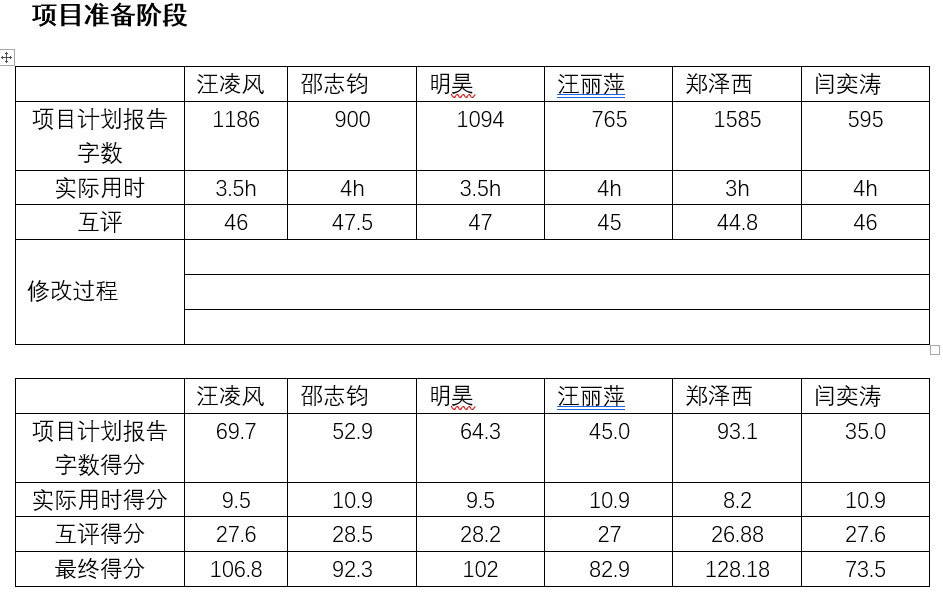 项目准备阶段
汪凌风 邵志钧 明昊 汪丽萍 郑泽西 闫奕涛
项目计划报告 1186 900 1094 765 1585 595
字数
实际用时 3.5h 4h 3.5h 4h 3h 4h
互评 46 47.5 47 45 44.8 46
修改过程
汪凌风 邵志钧 明昊 汪丽萍 郑泽西 闫奕涛
项目计划报告 69.7 52.9 64.3 45.0 93.1 35.0
字数得分
实际用时得分 9.5 10.9 9.5 10.9 8.2 10.9
互评得分 27.6 28.5 28.2 27 26.88 27.6
最终得分 106.8 92.3 102 82.9 128.18 73.5